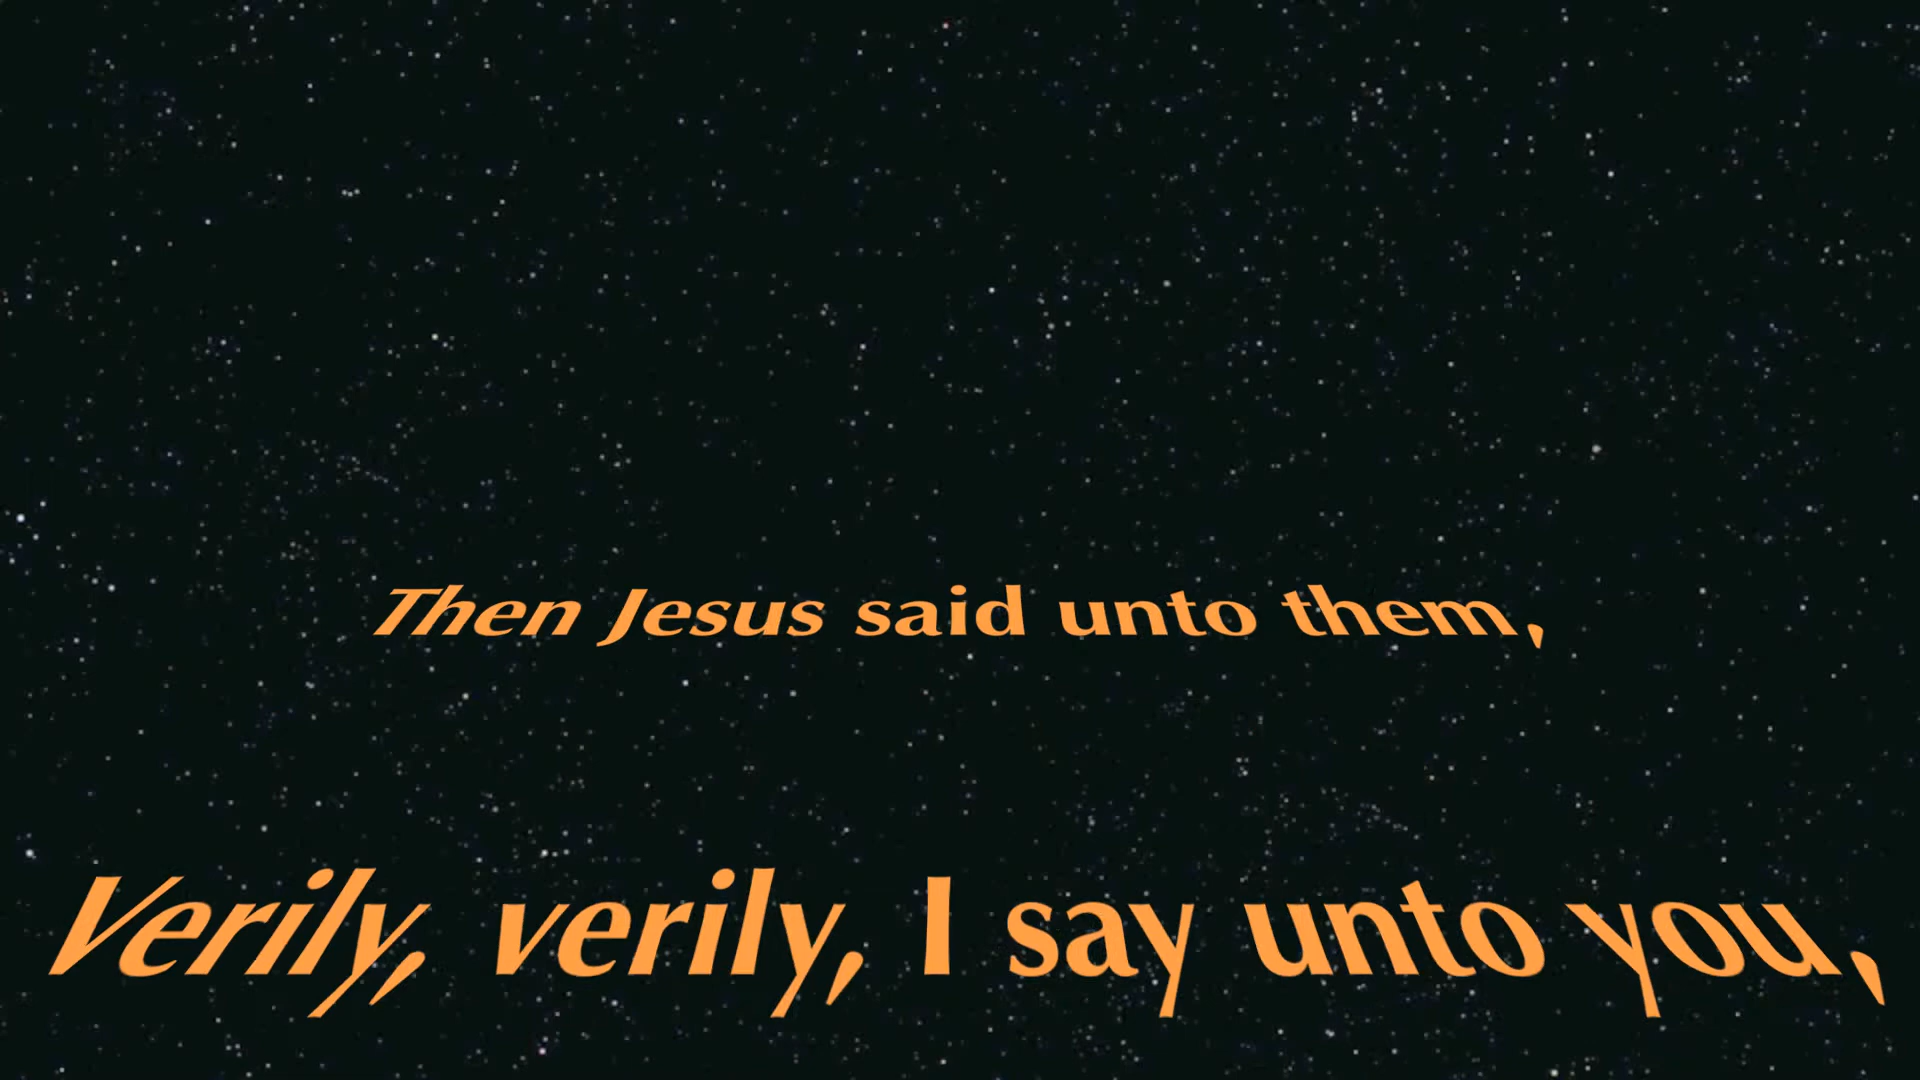 Then Jesus said unto them,
Verily, verily, I say unto you,